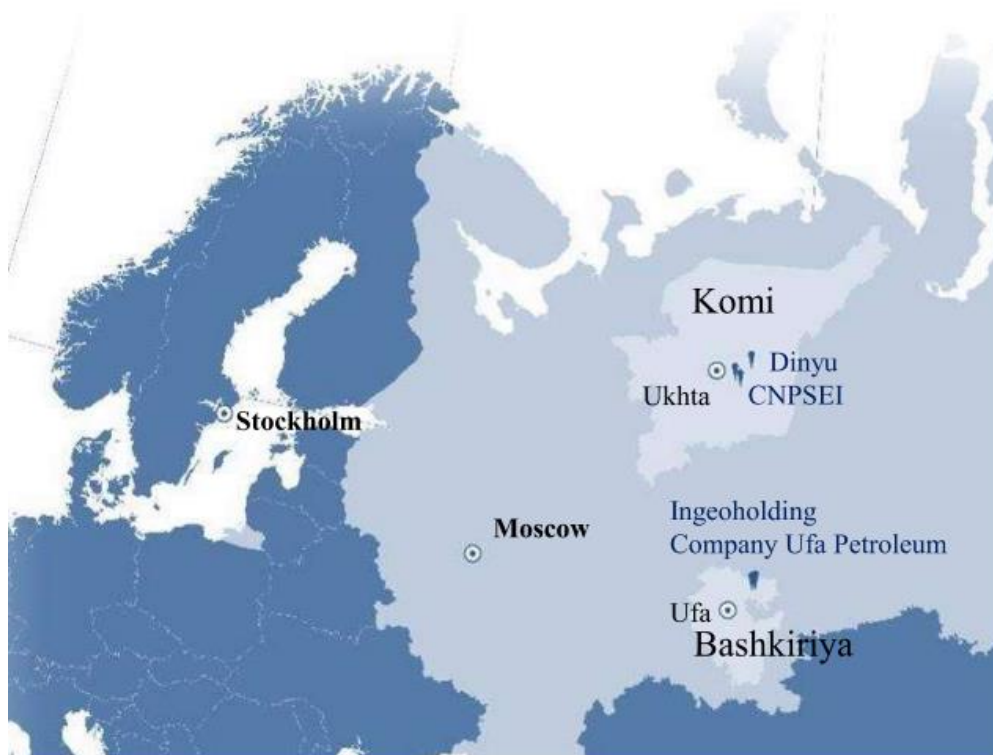 Komi
Dinyu
Ukhta
CNPSEI
Stockholm
Moscow
Ingeoholding
Company Ufa Petroleum
Ufa
Bashkiriya